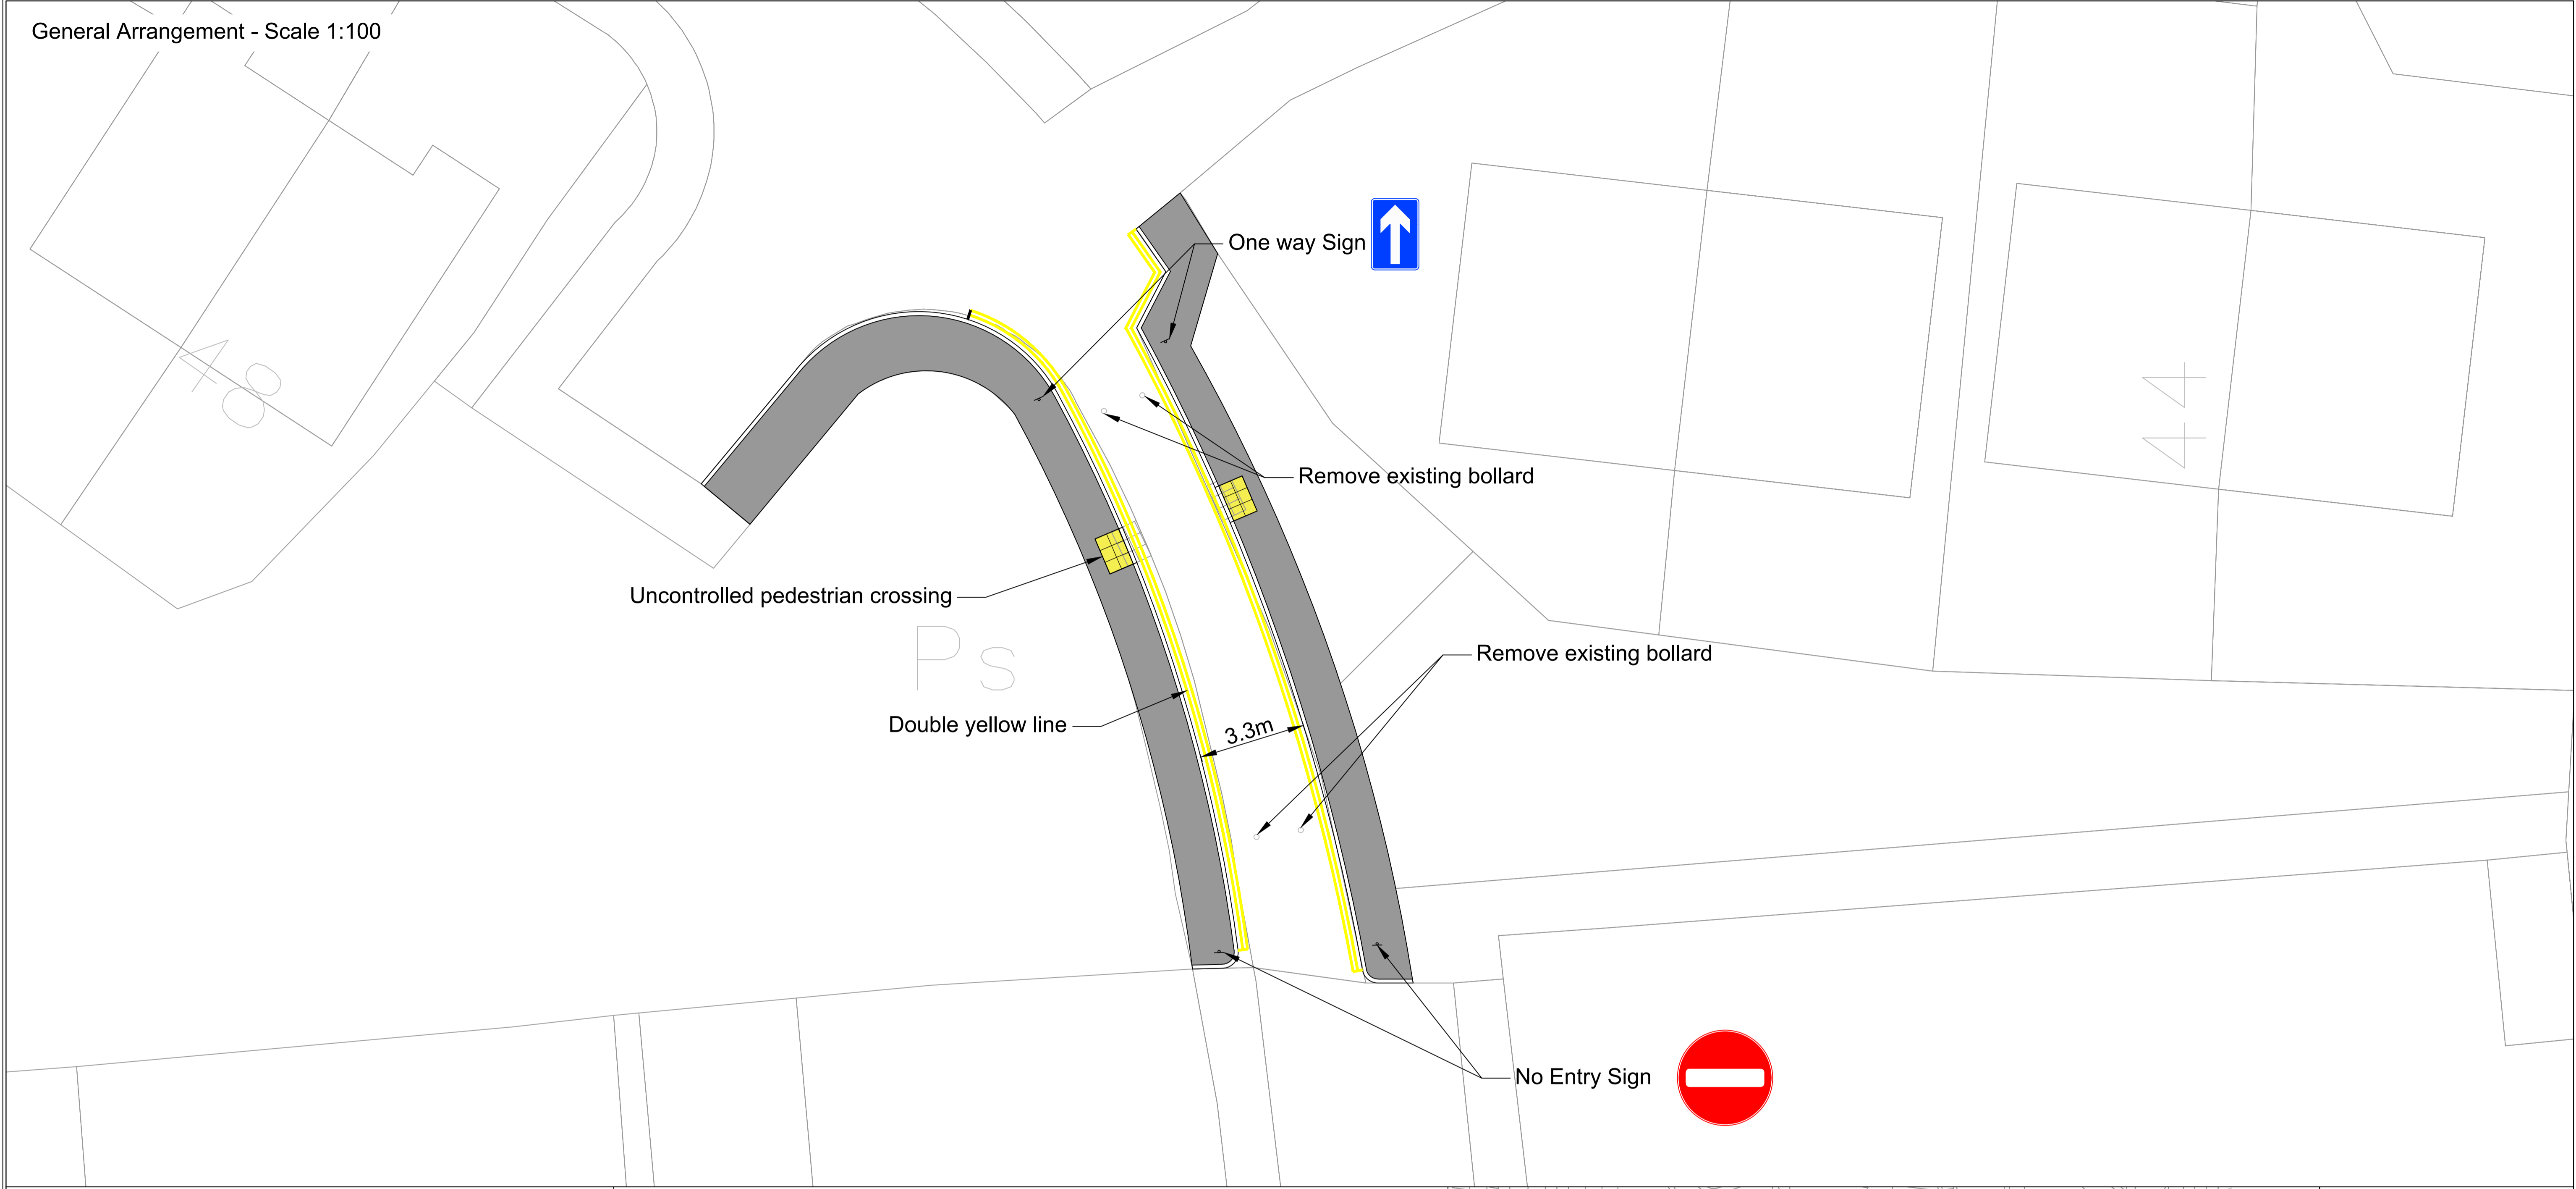 General Arrangement - Scale 1:100
One way Sign
48
44
Remove existing bollard
Uncontrolled pedestrian crossing
Ps
Remove existing bollard
Double yellow line
3.3m
No Entry Sign